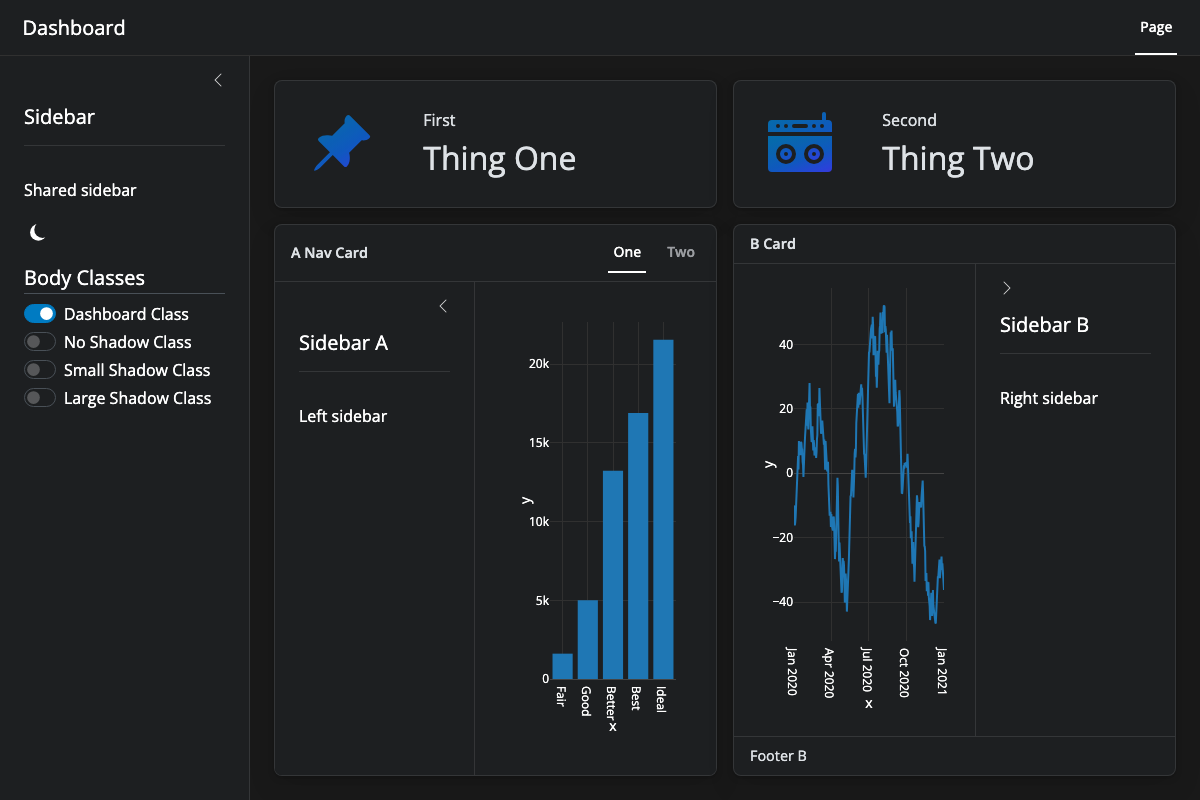 Dashboard
Page
Sidebar
Shared sidebar
Body Classes
Dashboard Class
No Shadow Class
Small Shadow Class
Large Shadow Class
First
Thing One
Second
Thing Two
A Nav Card
One
Two
Sidebar A
Left sidebar
20k
15k
10k
5k
0
y
Fair
Good
Better
Best
Ideal
x
B Card
40
20
0
−20
−40
y
Jan 2020
Apr 2020
Jul 2020
Oct 2020
Jan 2021
x
Sidebar B
Right sidebar
Footer B